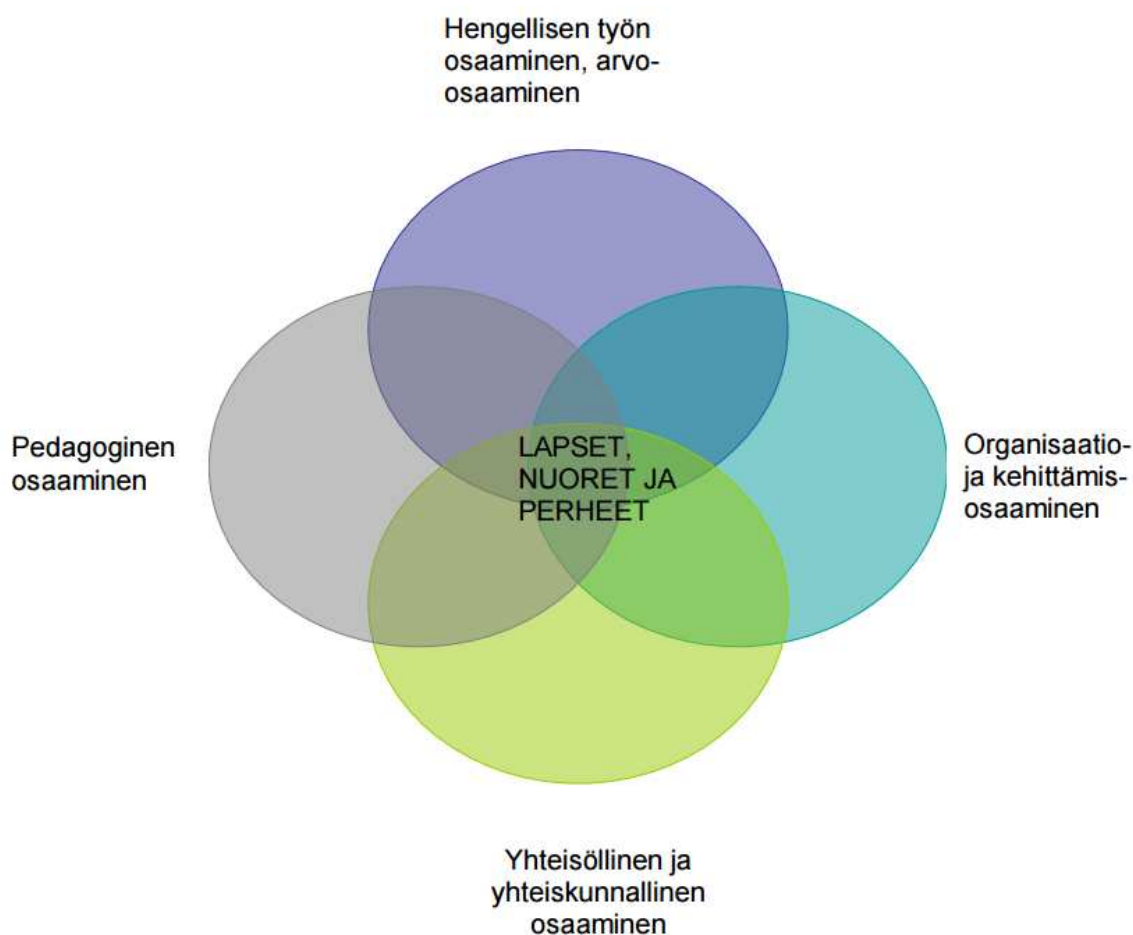 Hengellisen työn
osaaminen, arvo-
osaaminen
Pedagoginen
osaaminen
LAPSET,
NUORET JA
PERHEET
Organisaatio-
ja kehittämis-
osaaminen
Yhteisöllinen ja
yhteiskunnallinen
osaaminen